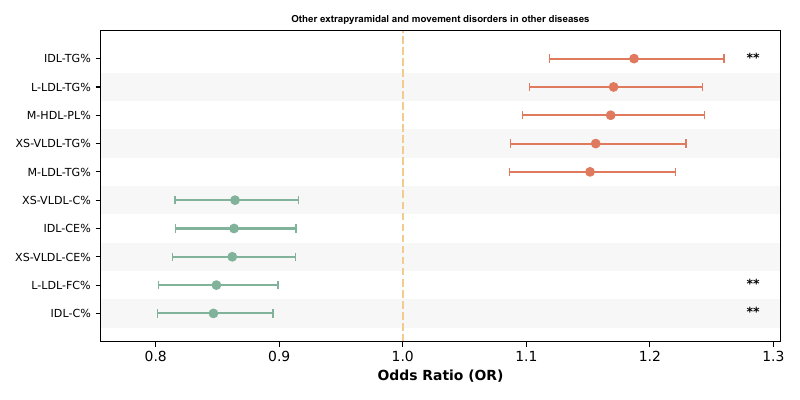 Other extrapyramidal and movement disorders in other diseases
IDL-TG% **
L-LDL-TG%
M-HDL-PL%
XS-VLDL-TG%
M-LDL-TG%
XS-VLDL-C%
IDL-CE%
XS-VLDL-CE%
L-LDL-FC% **
IDL-C% **
0.8 0.9 1.0 1.1 1.2 1.3
Odds Ratio (OR)